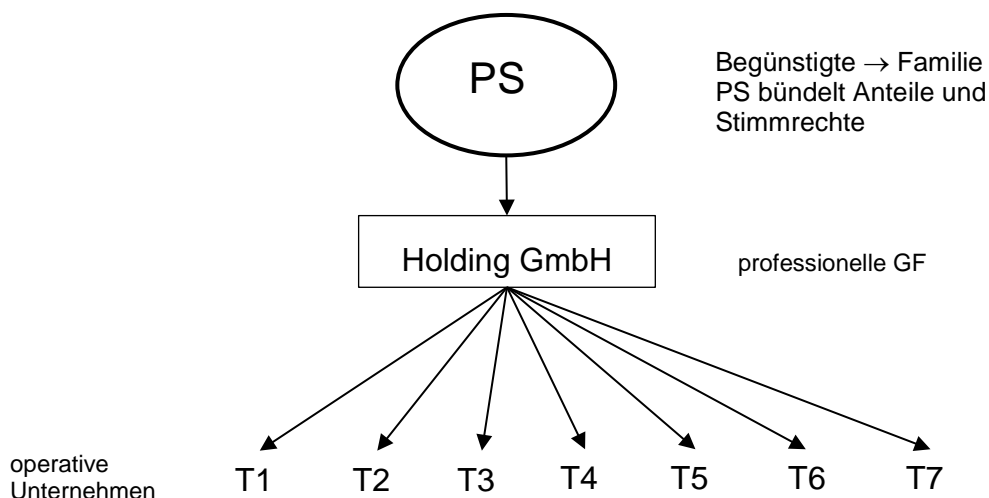 PS
Begünstigte → Familie
PS bündelt Anteile und
Stimmrechte
Holding GmbH
professionelle GF
operative
Unternehmen
T1 T2 T3 T4 T5 T6 T7